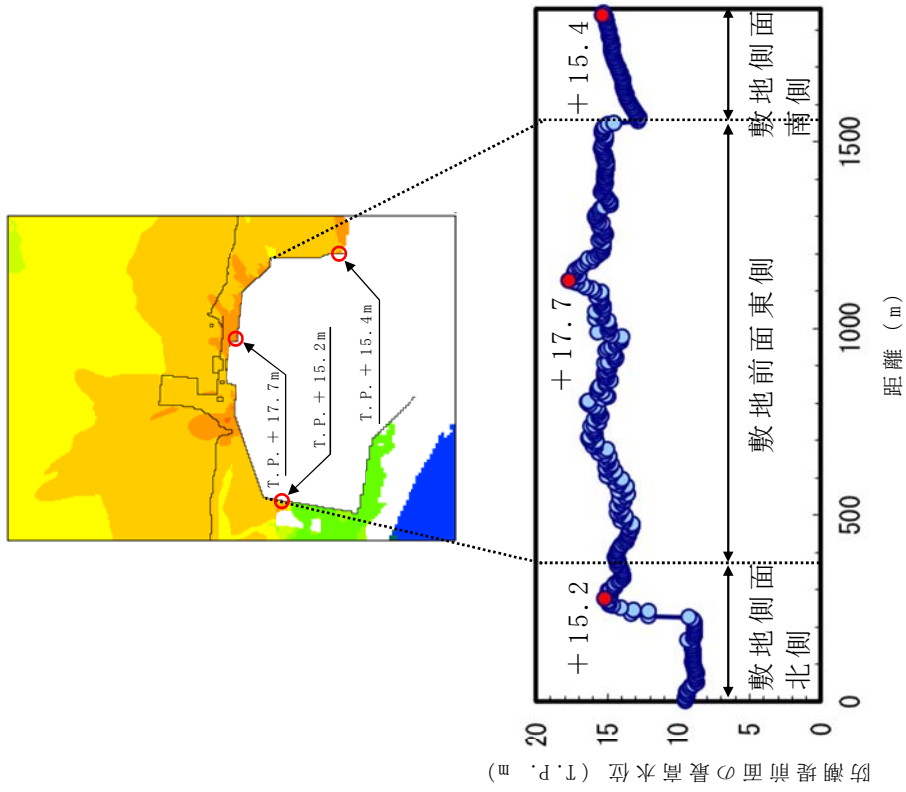 T.P.+17.7m
T.P.+15.2m
T.P.+15.4m
防潮堤前面の最高水位 (T.P. m)
20
15
10
5
0
+15.2
+17.7
+15.4
敷地側面
北側
敷地前面東側
敷地側面
南側
0
500
1000
1500
距離 (m)